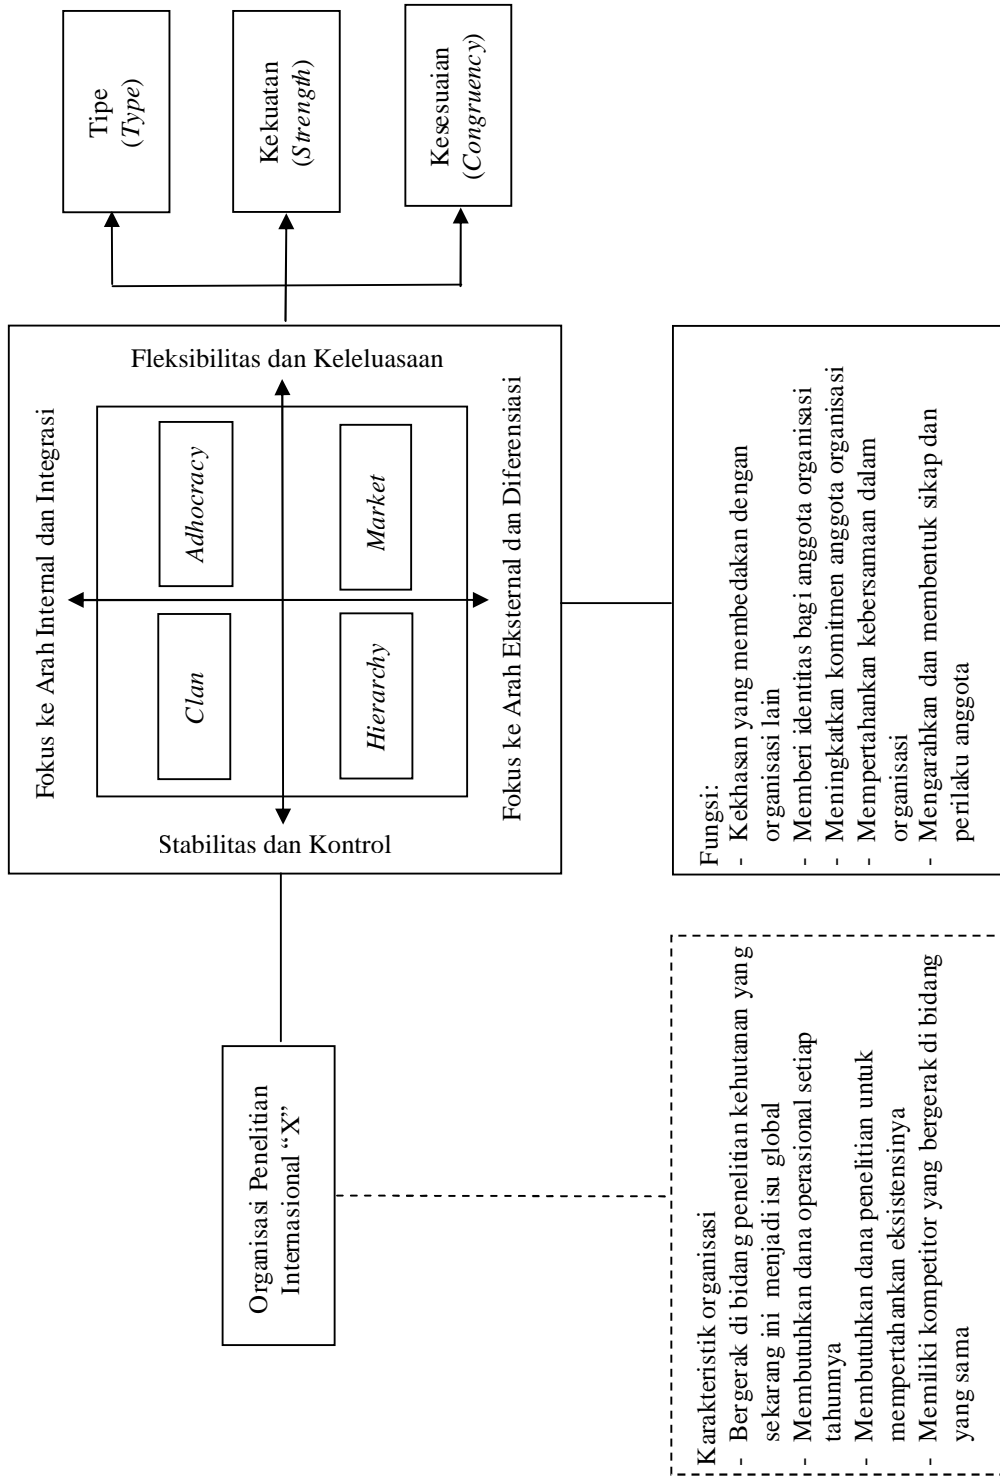 Organisasi Penelitian
Internasional “X”
Karakteristik organisasi
- Bergerak di bidang penelitian kehutanan yang
sekarang ini menjadi isu global
- Membutuhkan dana operasional setiap
tahunnya
- Membutuhkan dana penelitian untuk
mempertahankan eksistensinya
- Memiliki kompetitor yang bergerak di bidang
yang sama
Fokus ke Arah Internal dan Integrasi
Stabilitas dan Kontrol
Fleksibilitas dan Keleluasaan
Clan
Adhocracy
Hierarchy
Market
Fokus ke Arah Eksternal dan Diferensiasi
Fungsi:
- Kekhasan yang membedakan dengan
organisasi lain
- Memberi identitas bagi anggota organisasi
- Meningkatkan komitmen anggota organisasi
- Mempertahankan kebersamaan dalam
organisasi
- Mengarahkan dan membentuk sikap dan
perilaku anggota
Tipe
(Type)
Kekuatan
(Strength)
Kesesuaian
(Congruency)